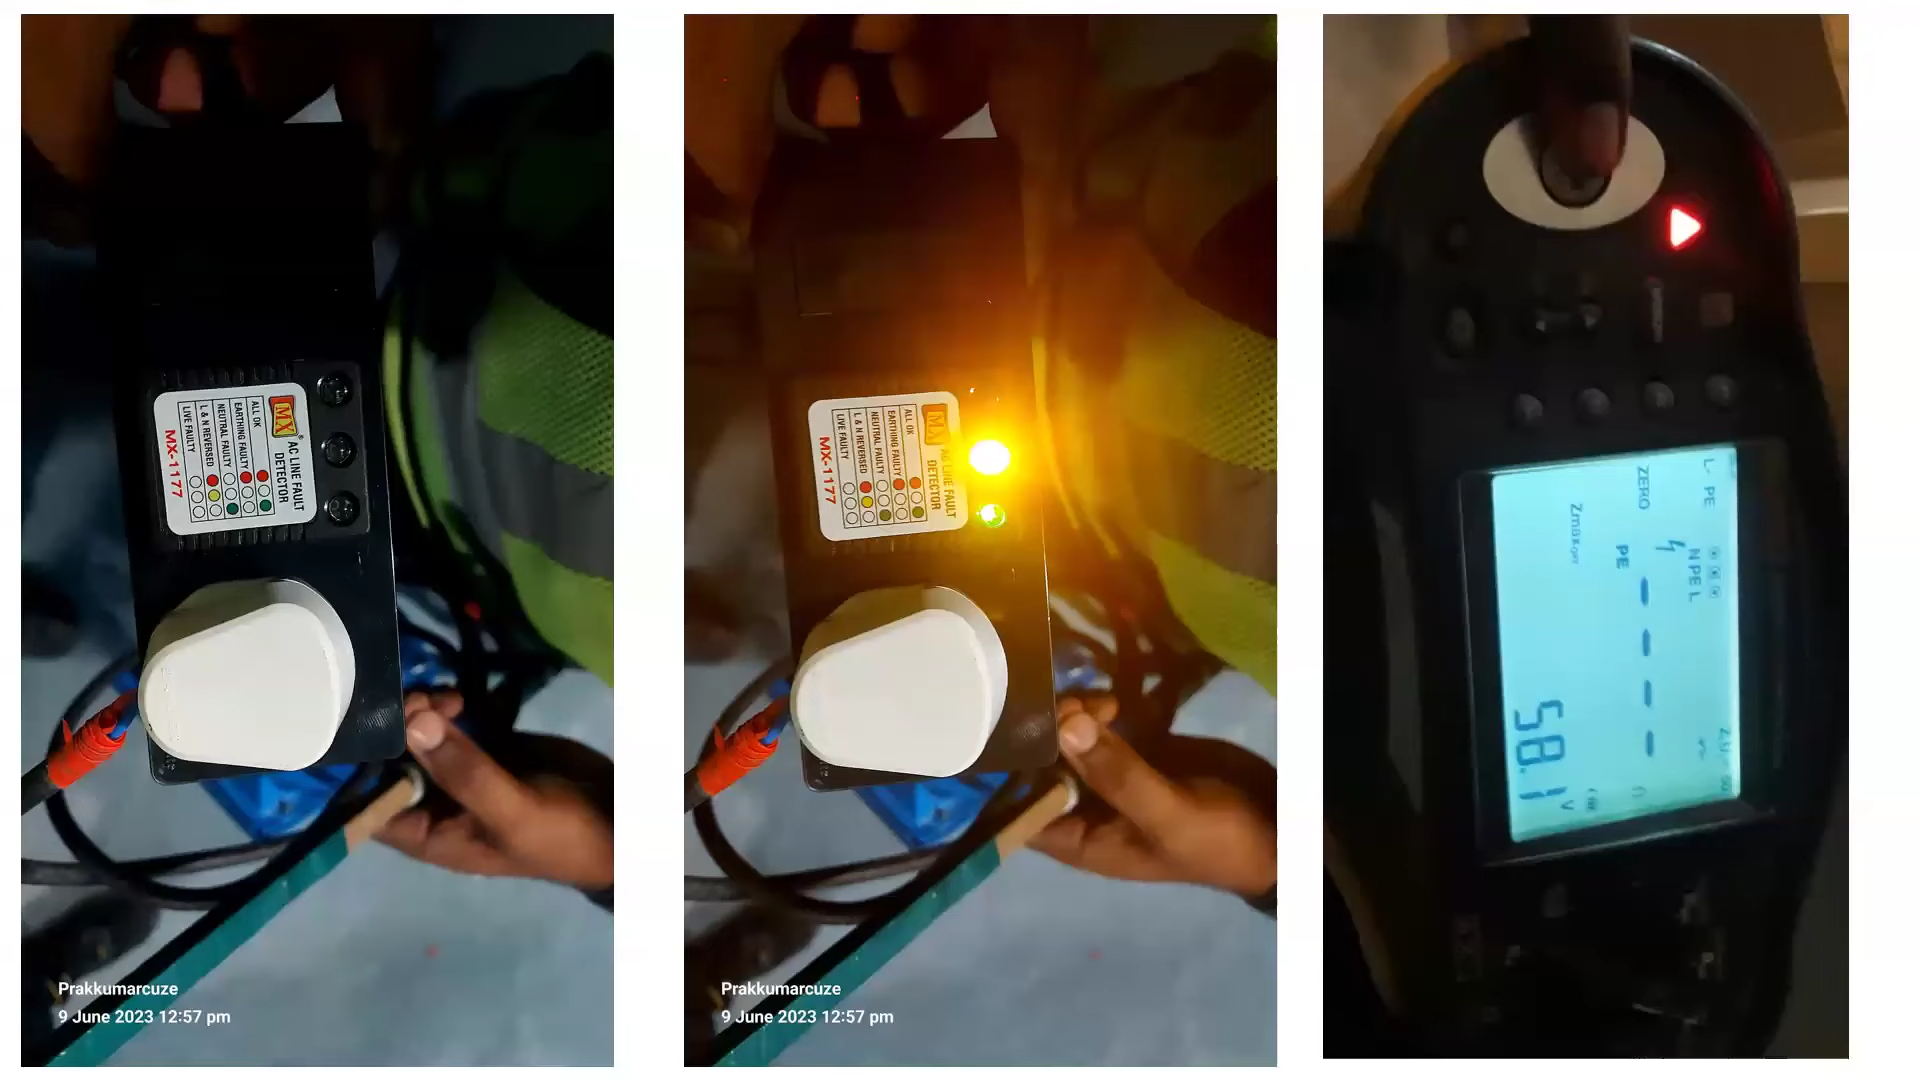 MX
AC LINE FAULT
DETECTOR
ALL OK
EARTHING FAULTY
NEUTRAL FAULTY
L & N REVERSED
LIVE FAULTY
MX-1177
Prakkumarcuze
9 June 2023 12:57 pm
MX
AC LINE FAULT
DETECTOR
ALL OK
EARTHING FAULTY
NEUTRAL FAULTY
L & N REVERSED
LIVE FAULTY
MX-1177
Prakkumarcuze
9 June 2023 12:57 pm
L- PE
N PE L
ZERO
PE
58.1 V